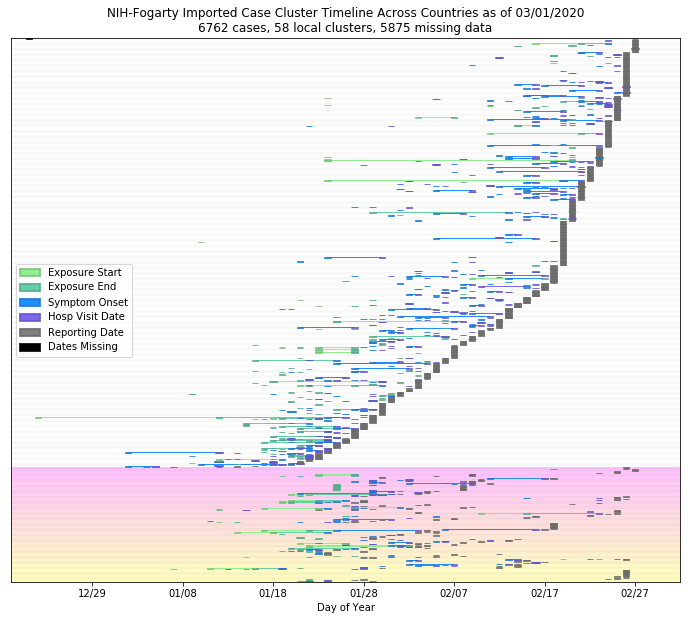 NIH-Fogarty Imported Case Cluster Timeline Across Countries as of 03/01/2020
6762 cases, 58 local clusters, 5875 missing data
Exposure Start
Exposure End
Symptom Onset
Hosp Visit Date
Reporting Date
Dates Missing
12/29 01/08 01/18 01/28 02/07 02/17 02/27
Day of Year